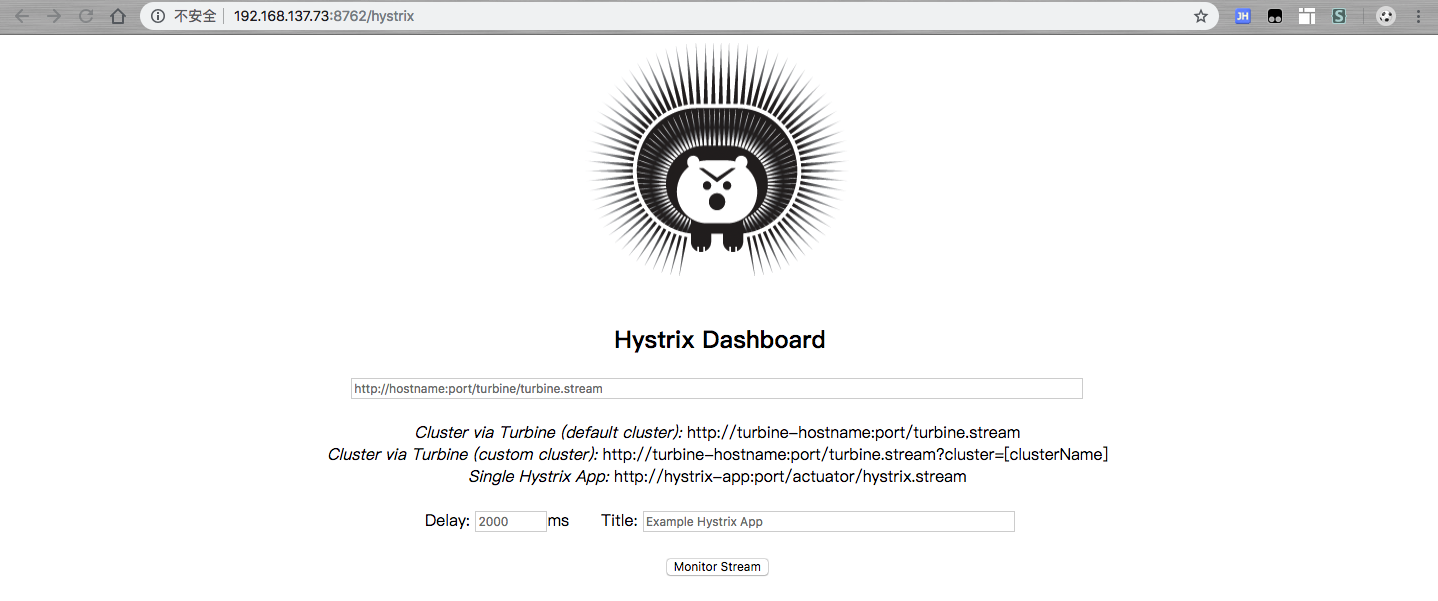 不安全 192.168.137.73:8762/hystrix
JH
S
Hystrix Dashboard
http://hostname:port/turbine/turbine.stream
Cluster via Turbine (default cluster): http://turbine-hostname:port/turbine.stream
Cluster via Turbine (custom cluster): http://turbine-hostname:port/turbine.stream?cluster=[clusterName]
Single Hystrix App: http://hystrix-app:port/actuator/hystrix.stream
Delay: 2000 ms Title: Example Hystrix App
Monitor Stream